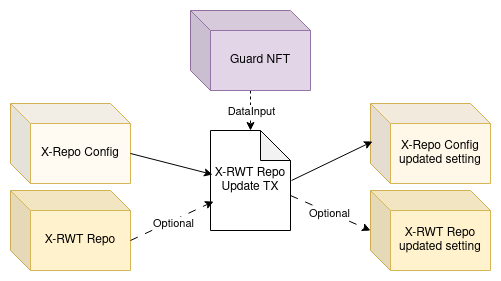 Guard NFT
DataInput
X-Repo Config
X-RWT Repo
Update TX
X-Repo Config
updated setting
X-RWT Repo
Optional
Optional
X-RWT Repo
updated setting